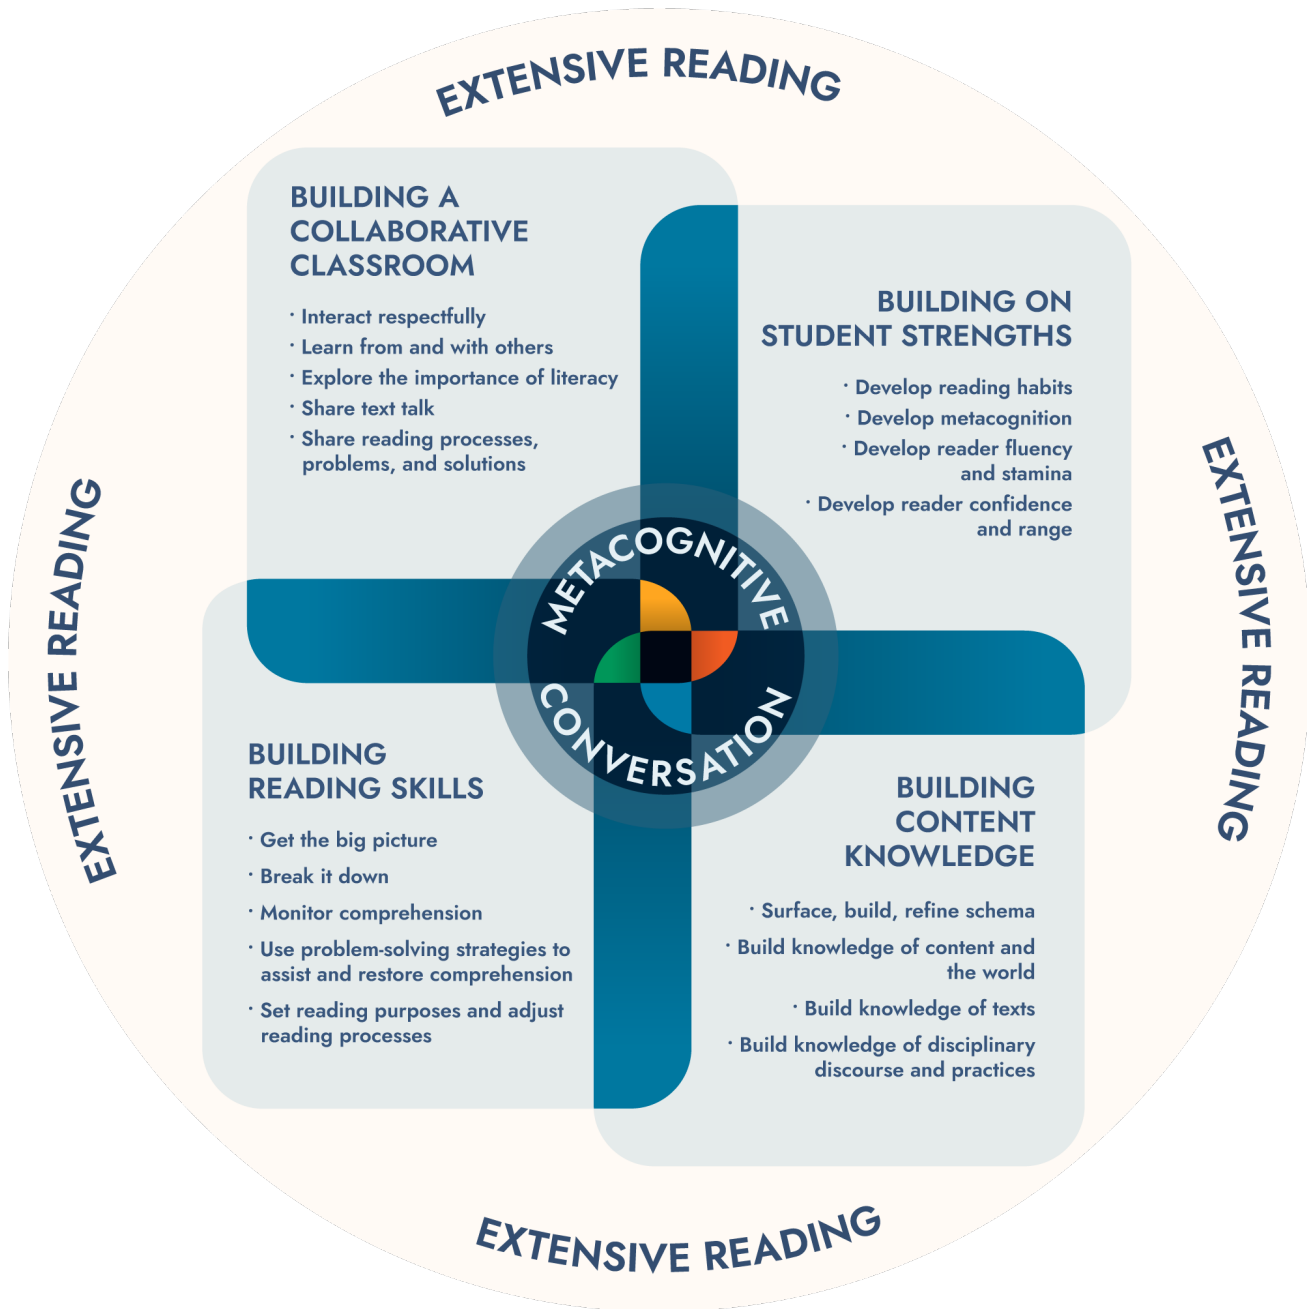 EXTENSIVE READING
BUILDING A
COLLABORATIVE
CLASSROOM
· Interact respectfully
· Learn from and with others
· Explore the importance of literacy
· Share text talk
· Share reading processes,
problems, and solutions
BUILDING ON
STUDENT STRENGTHS
· Develop reading habits
· Develop metacognition
· Develop reader fluency
and stamina
· Develop reader confidence
and range
EXTENSIVE READING
METACOGNITIVE
CONVERSATION
EXTENSIVE READING
BUILDING
READING SKILLS
· Get the big picture
· Break it down
· Monitor comprehension
· Use problem-solving strategies to
assist and restore comprehension
· Set reading purposes and adjust
reading processes
BUILDING
CONTENT
KNOWLEDGE
· Surface, build, refine schema
· Build knowledge of content and
the world
· Build knowledge of texts
· Build knowledge of disciplinary
discourse and practices
EXTENSIVE READING